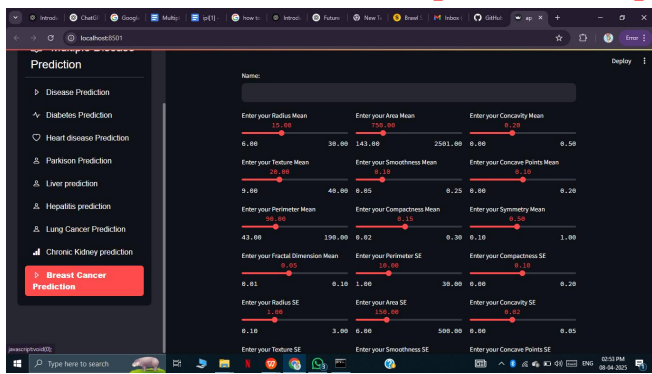 Introd
ChatG
Googl
Multip
ipl[1] -
how to
Introd
Future
New Ta
Brawl
Inbox
GitHub
ap
localhost:8501
Error
Deploy
Multiple Disease
Prediction
Disease Prediction
Diabetes Prediction
Heart disease Prediction
Parkison Prediction
Liver prediction
Hepatitis prediction
Lung Cancer Prediction
Chronic Kidney prediction
Breast Cancer
Prediction
Name:
Enter your Radius Mean Enter your Area Mean Enter your Concavity Mean
15.00 750.00 0.20
6.00 30.00 143.00 2501.00 0.00 0.50
Enter your Texture Mean Enter your Smoothness Mean Enter your Concave Points Mean
20.00 0.10 0.10
9.00 40.00 0.05 0.25 0.00 0.20
Enter your Perimeter Mean Enter your Compactness Mean Enter your Symmetry Mean
90.00 0.15 0.50
43.00 190.00 0.02 0.30 0.10 1.00
Enter your Fractal Dimension Mean Enter your Perimeter SE Enter your Compactness SE
0.05 10.00 0.10
0.01 0.10 1.00 30.00 0.00 0.20
Enter your Radius SE Enter your Area SE Enter your Concavity SE
1.00 150.00 0.02
0.10 3.00 6.00 500.00 0.00 0.05
Enter your Texture SE Enter your Smoothness SE Enter your Concave Points SE
javascript:void(0);
Type here to search
ENG
02:53 PM
08-04-2025